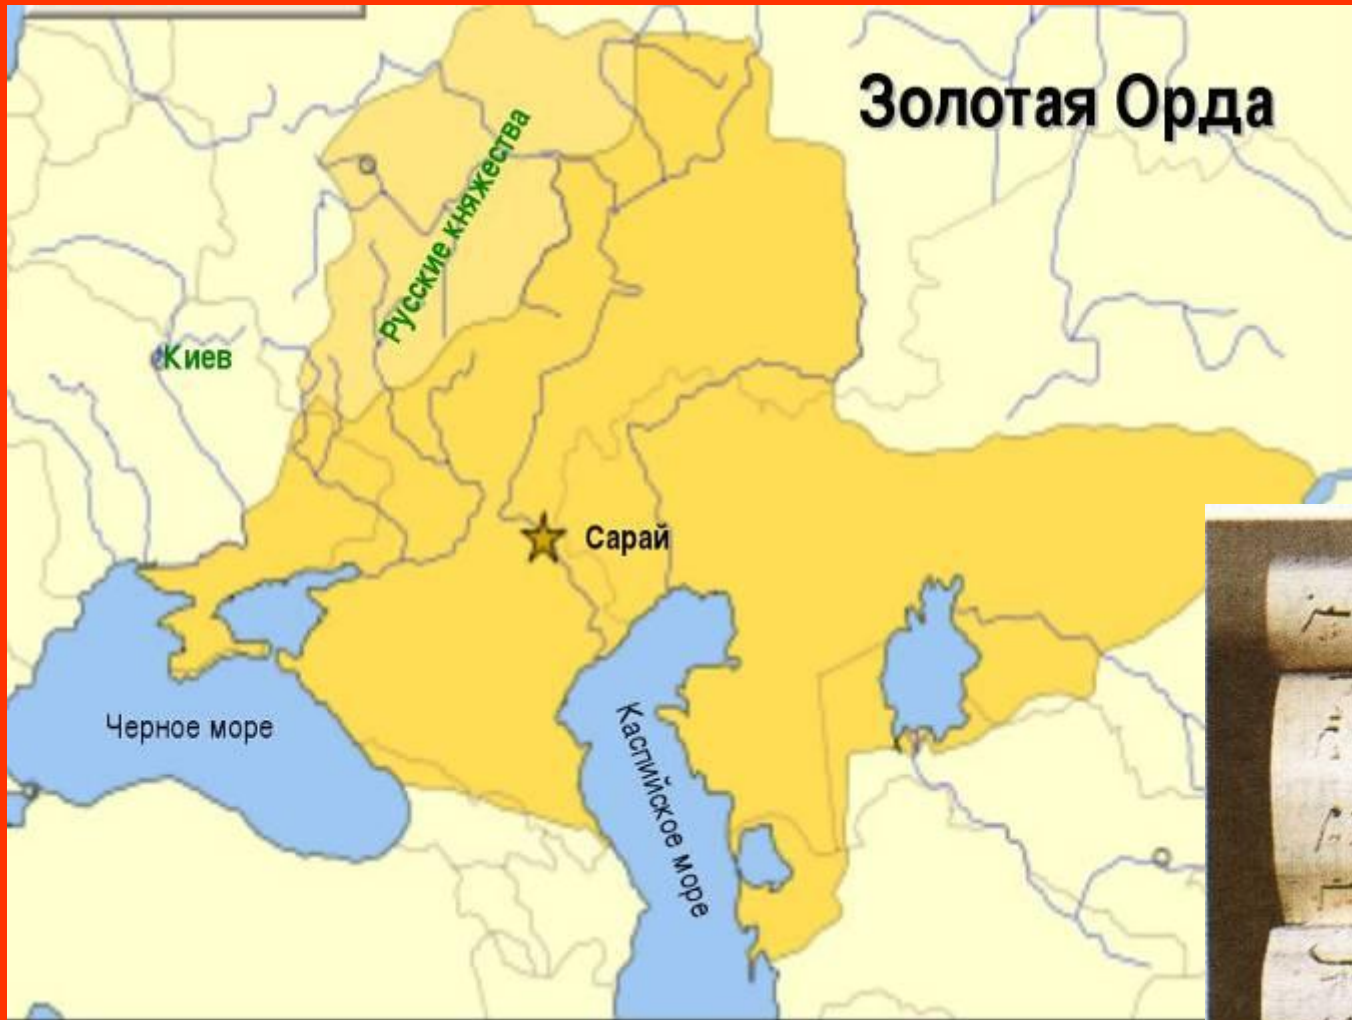 Золотая Орда
Русские княжества
Киев
Сарай
Черное море
Каспийское море